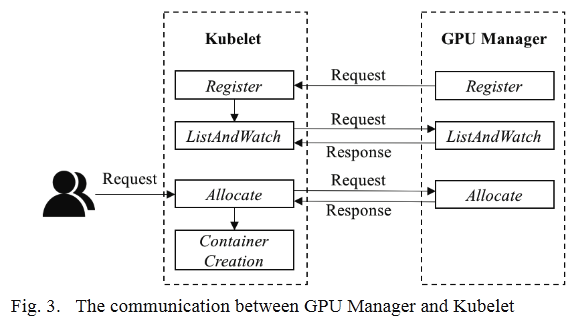 Kubelet
GPU Manager
Register
Request
Register
ListAndWatch
Request
Response
ListAndWatch
Request
Allocate
Request
Response
Allocate
Container
Creation
Fig. 3. The communication between GPU Manager and Kubelet